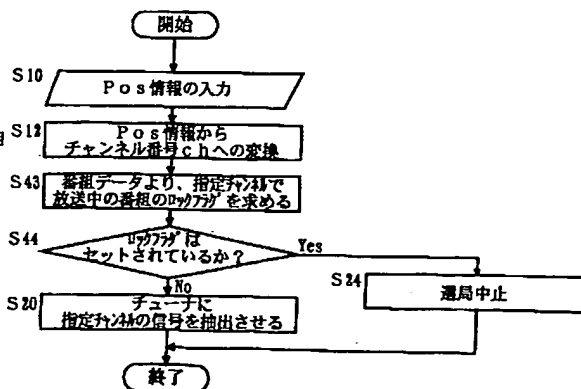 開始
S10
Pos情報の入力
S12
Pos情報から
チャンネル番号chへの変換
S43
番組データより、指定ﾁｬﾝﾈﾙで
放送中の番組のﾛｯｸﾌﾗｸﾞを求める
S44
ﾛｯｸﾌﾗｸﾞは
セットされているか?
Yes
No
S24
選局中止
S20
チューナに
指定ﾁｬﾝﾈﾙの信号を抽出させる
終了